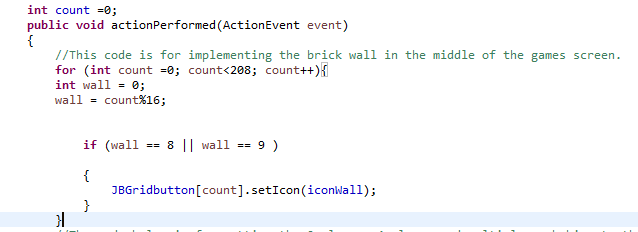 int count =0;
public void actionPerformed(ActionEvent event)
{
//This code is for implementing the brick wall in the middle of the games screen.
for (int count =0; count<208; count++){
int wall = 0;
wall = count%16;
if (wall == 8 || wall == 9 )
{
JBGridbutton[count].setIcon(iconWall);
}
}